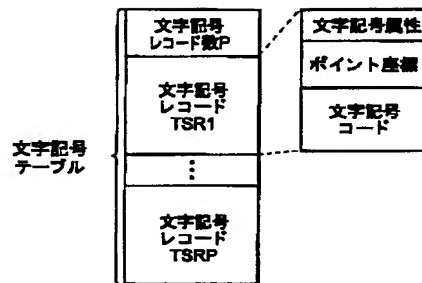 文字記号
レコード数P
文字記号
レコード
TSR1
⋮
文字記号
レコード
TSRP
文字記号
テーブル
文字記号属性
ポイント座標
文字記号
コード